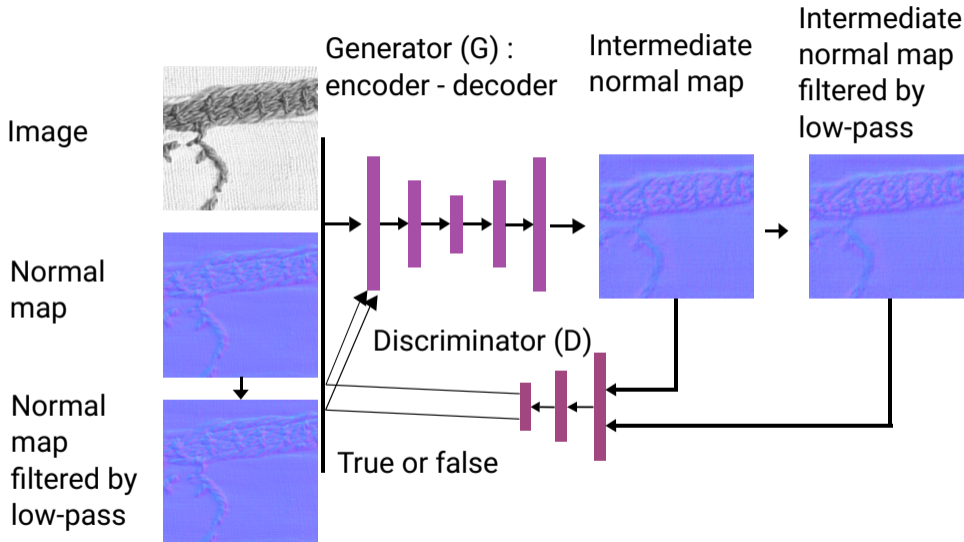 Image
Normal
map
Normal
map
filtered by
low-pass
Generator (G) :
encoder - decoder
Intermediate
normal map
Intermediate
normal map
filtered by
low-pass
Discriminator (D)
True or false